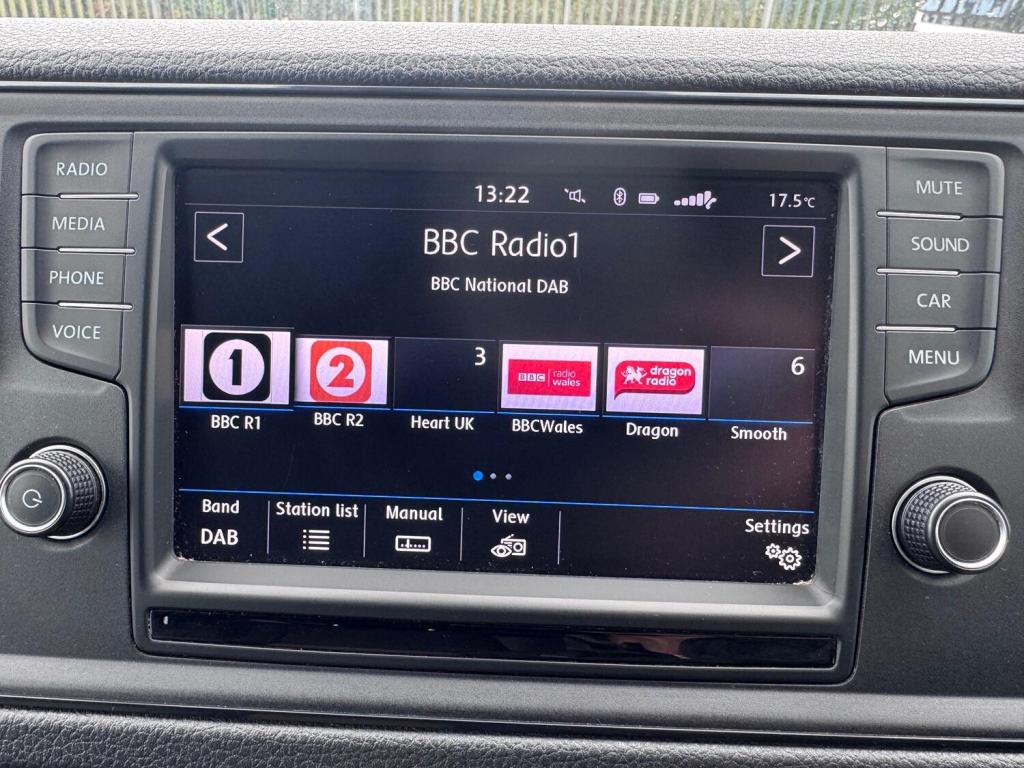 RADIO
MEDIA
PHONE
VOICE
13:22
17.5°C
<
BBC Radio1
>
BBC National DAB
1
2
3
BBC radio wales
dragon radio
6
BBC R1
BBC R2
Heart UK
BBCWales
Dragon
Smooth
Band
DAB
Station list
Manual
View
Settings
MUTE
SOUND
CAR
MENU